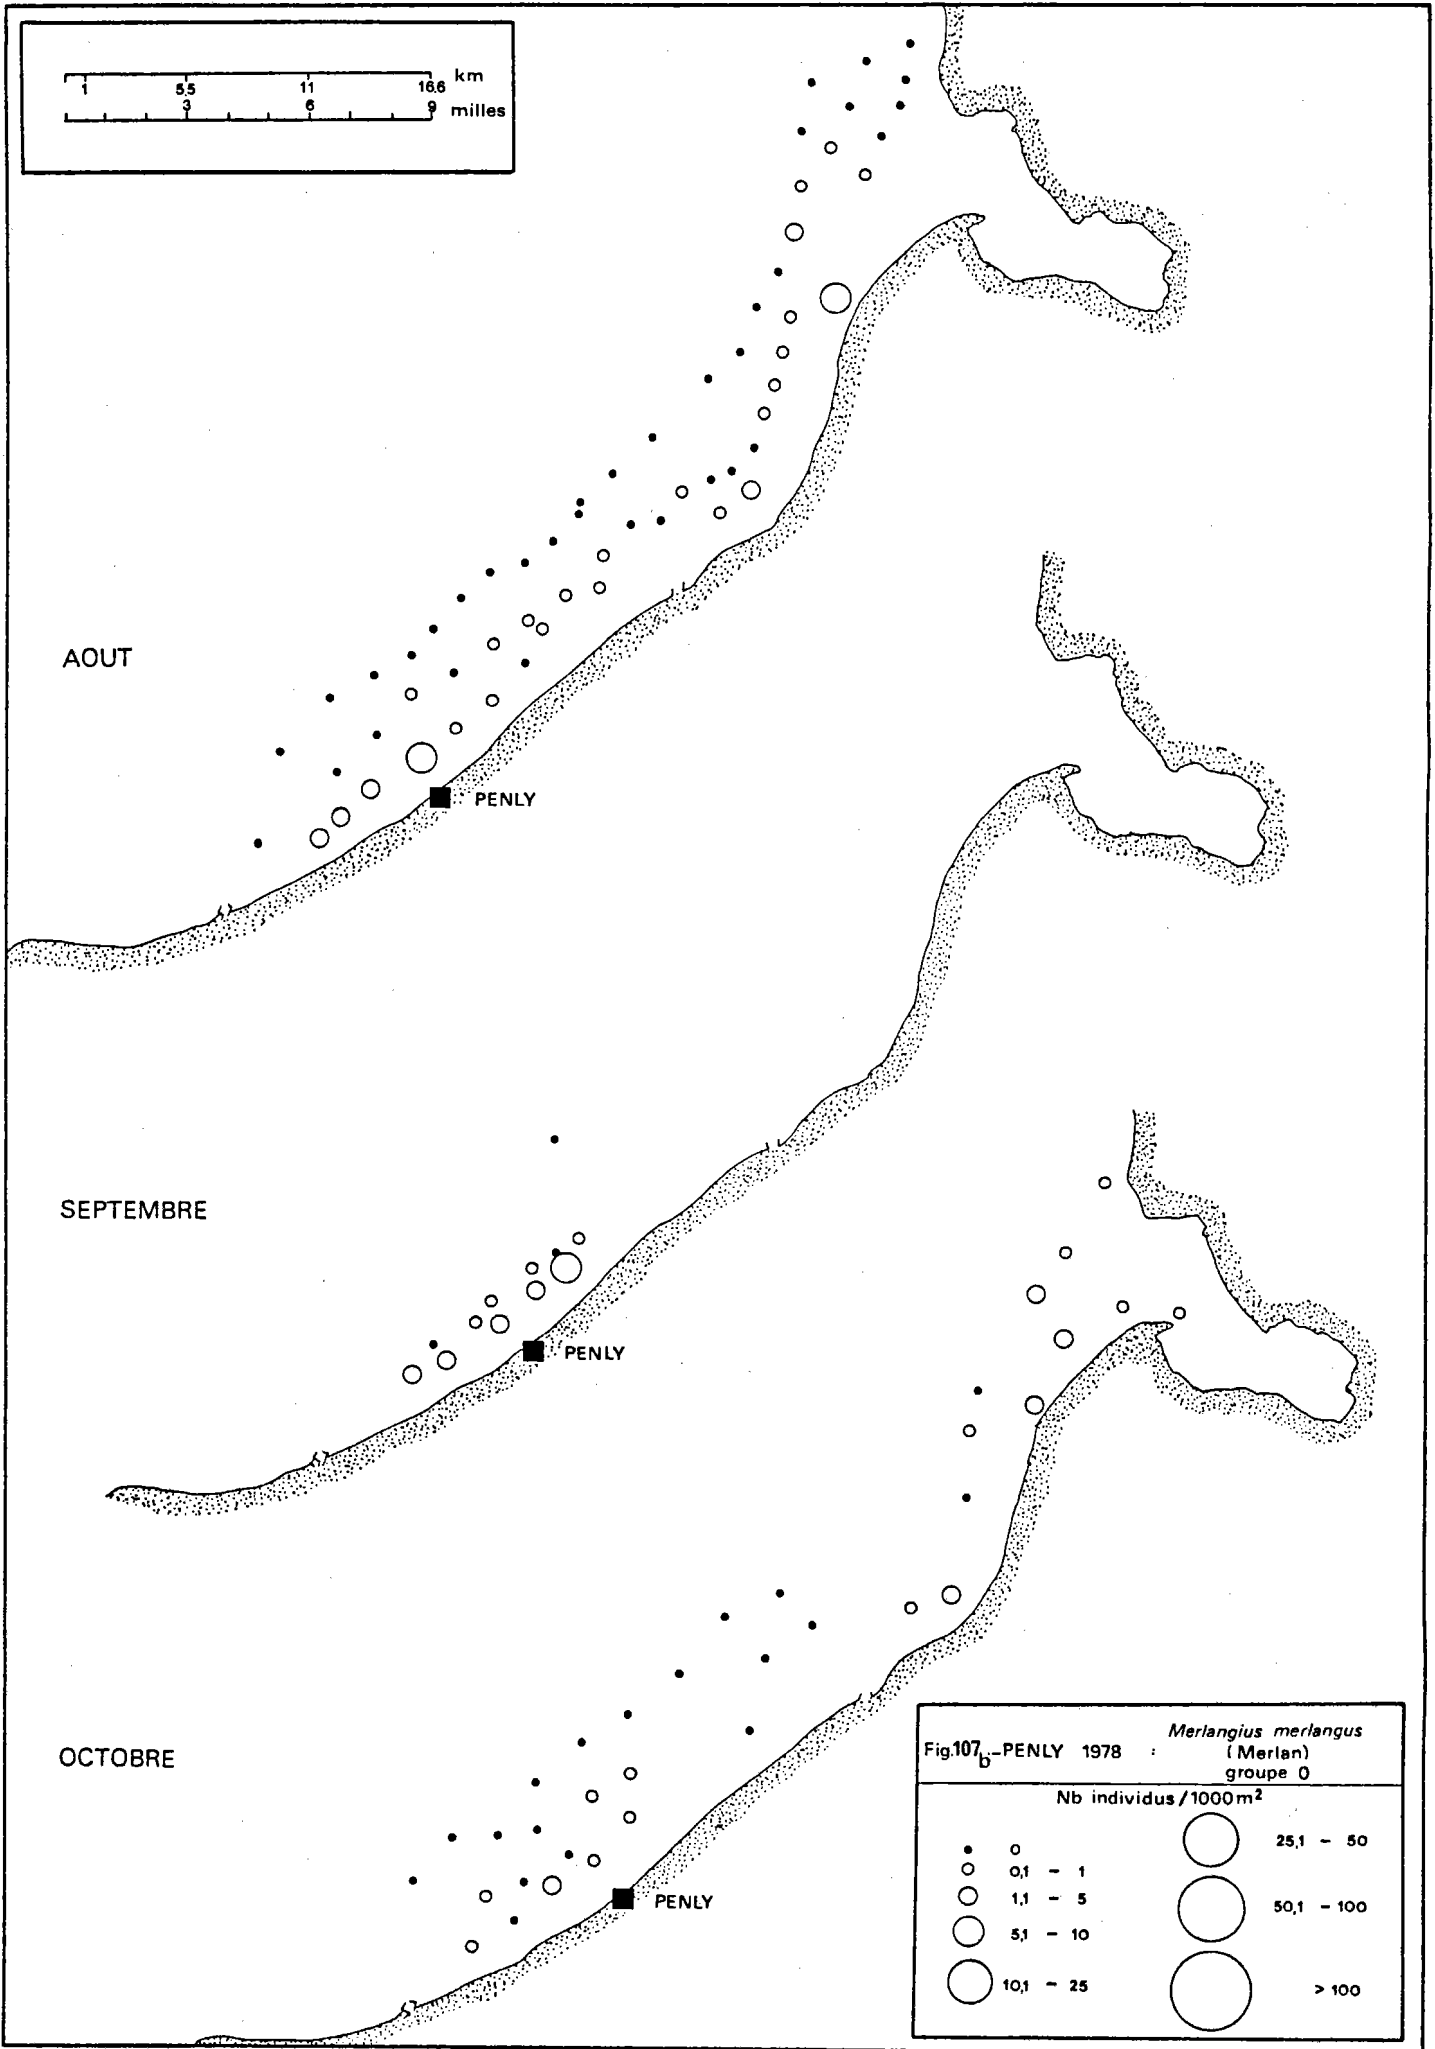 km
1 5,5 11 16,6
3 6 9
milles
AOUT
PENLY
SEPTEMBRE
PENLY
OCTOBRE
PENLY
Fig.107b-PENLY 1978 : Merlangius merlangus
(Merlan)
groupe 0
Nb individus/1000m²
0
0,1 - 1
1,1 - 5
5,1 - 10
10,1 - 25
25,1 - 50
50,1 - 100
> 100